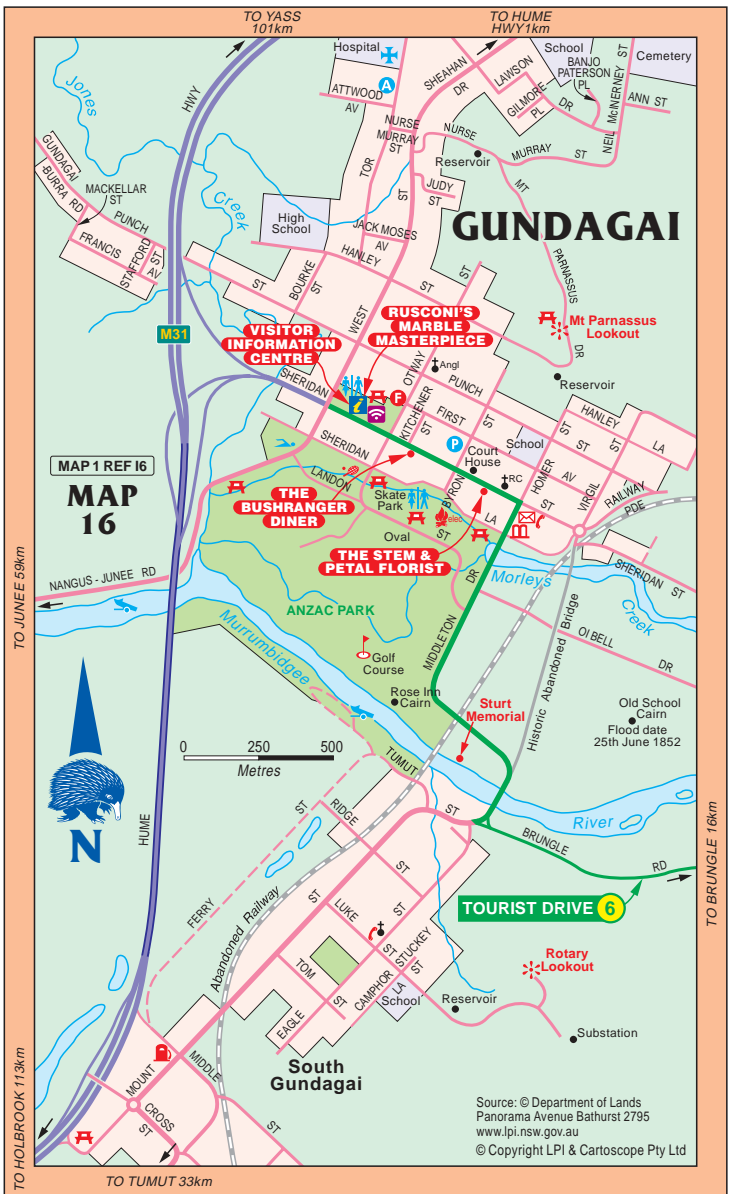 TO YASS
101km
TO HUME
HWY1km
Hospital
School
Cemetery
Jones
Creek
HWY
A
ATTWOOD
AV
SHEAHAN
DR
LAWSON
DR
GILMORE
PL
BANJO
PATERSON
PL
NEIL McINERNEY ST
ANN ST
NURSE
MURRAY
ST
NURSE
MURRAY
ST
Reservoir
TOR
ST
JUDY
ST
MT
PARNASSUS
DR
GUNDAGAI
-BURRA RD
MACKELLAR
ST
PUNCH
FRANCIS
STAFFORD
ST
AV
High
School
JACK MOSES
AV
HANLEY
ST
ST
GUNDAGAI
BOURKE
ST
ST
WEST
M31
VISITOR
INFORMATION
CENTRE
RUSCONI'S
MARBLE
MASTERPIECE
Mt Parnassus
Lookout
Reservoir
OTWAY
Angl
PUNCH
ST
SHERIDAN
i
F
KITCHENER
ST
FIRST
ST
P
School
HANLEY
ST
LA
ST
Court
House
RC
HOMER
AV
ST
VIRGIL
RAILWAY
PDE
SHERIDAN
LANDON
ST
Skate
Park
BYRON
LA
elec
Oval
MAP 1 REF I6
MAP
16
THE
BUSHRANGER
DINER
THE STEM &
PETAL FLORIST
m
Morleys
Creek
SHERIDAN ST
NANGUS - JUNEE RD
TO JUNEE 59km
ANZAC PARK
DR
MIDDLETON
OI BELL
DR
Historic Abandoned Bridge
Murrumbidgee
Golf
Course
Rose Inn
Cairn
Sturt
Memorial
Old School
Cairn
Flood date
25th June 1852
0 250 500
Metres
N
HUME
TUMUT
ST
River
BRUNGLE
RD
TO BRUNGLE 16km
TOURIST DRIVE 6
FERRY
ST
RIDGE
ST
Abandoned Railway
ST
LUKE
ST
ST
TOM
ST
EAGLE
CAMPHOR
STUCKEY
ST
LA
School
Reservoir
Rotary
Lookout
Substation
South
Gundagai
MOUNT
MIDDLE
ST
CROSS
ST
TO HOLBROOK 113km
TO TUMUT 33km
Source: © Department of Lands
Panorama Avenue Bathurst 2795
www.lpi.nsw.gov.au
© Copyright LPI & Cartoscope Pty Ltd